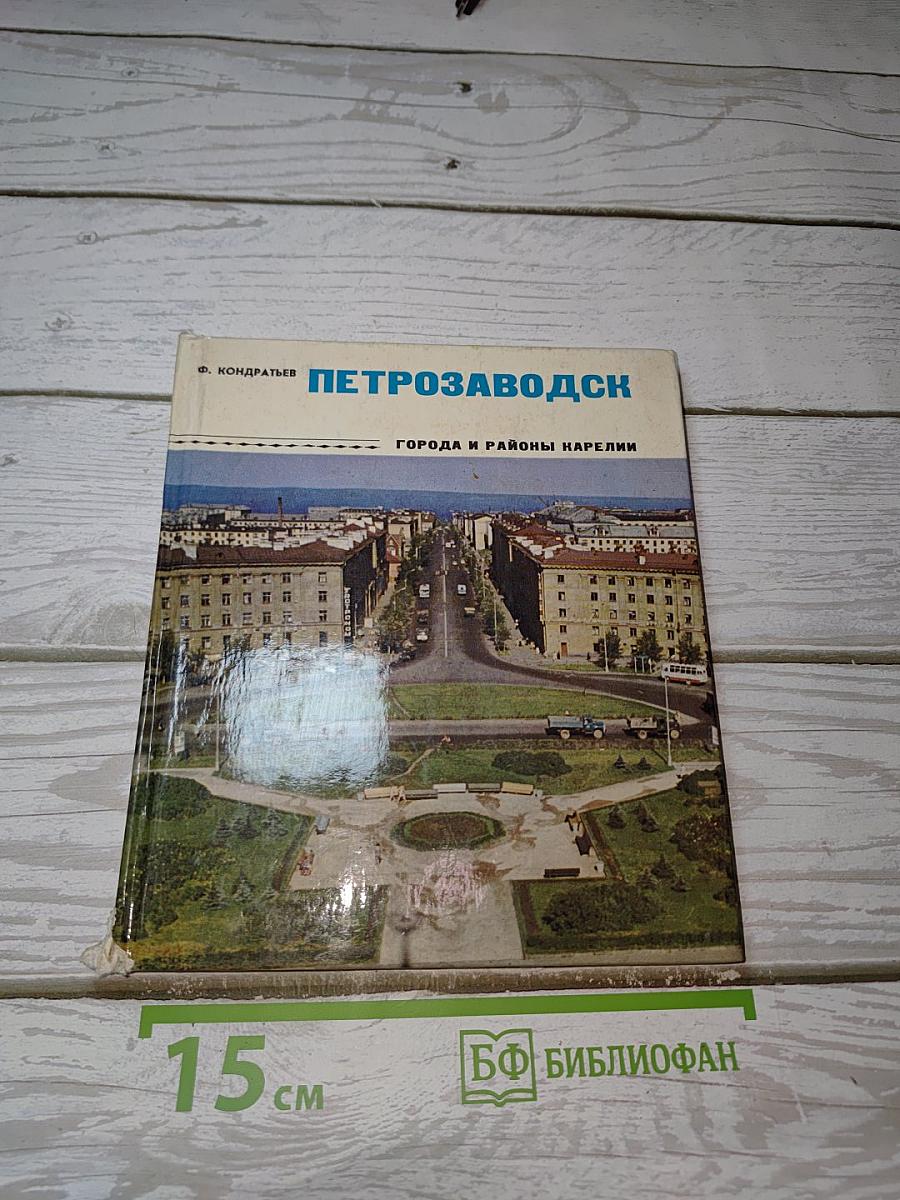 Ф. КОНДРАТЬЕВ ПЕТРОЗАВОДСК
ГОРОДА И РАЙОНЫ КАРЕЛИИ
15 см
БФ БИБЛИОФАН